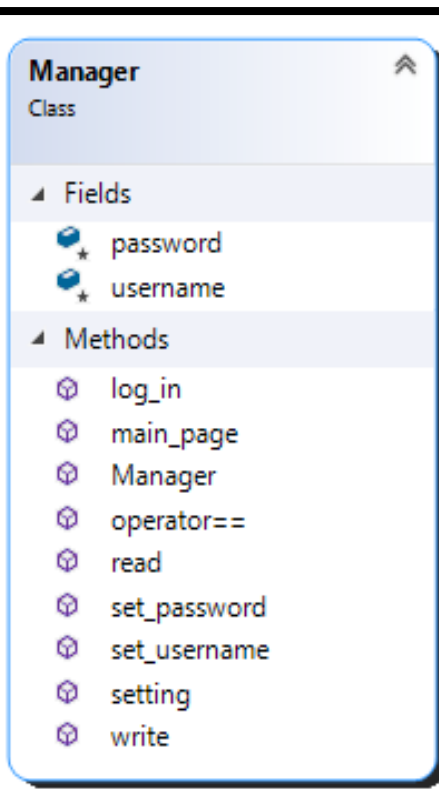 Manager
Class
Fields
password
username
Methods
log_in
main_page
Manager
operator==
read
set_password
set_username
setting
write